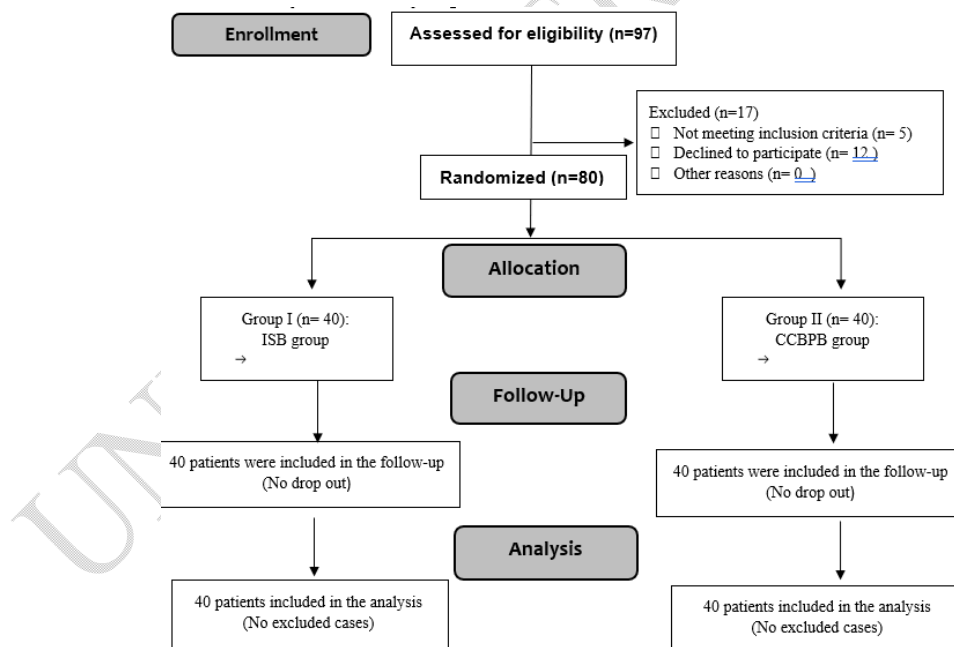 Enrollment
Assessed for eligibility (n=97)
Excluded (n=17)
☐ Not meeting inclusion criteria (n= 5)
☐ Declined to participate (n= 12 )
☐ Other reasons (n= 0 )
Randomized (n=80)
Allocation
Group I (n= 40):
ISB group
→
Group II (n= 40):
CCBPB group
→
Follow-Up
40 patients were included in the follow-up
(No drop out)
40 patients were included in the follow-up
(No drop out)
Analysis
40 patients included in the analysis
(No excluded cases)
40 patients included in the analysis
(No excluded cases)